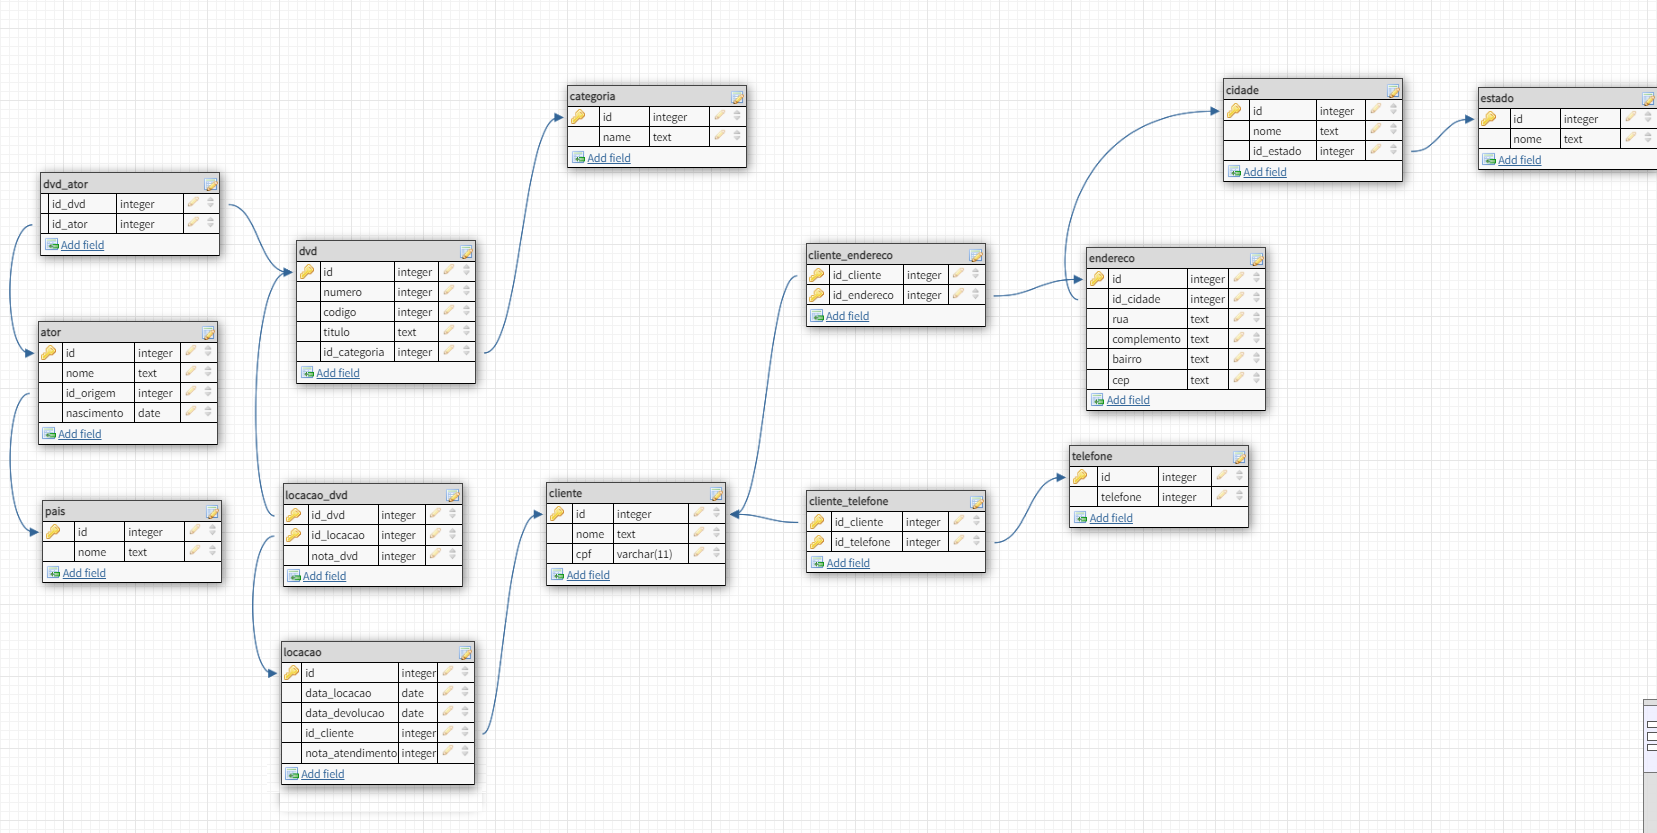 categoria
id integer
name text
Add field
cidade
id integer
nome text
id_estado integer
Add field
estado
id integer
nome text
Add field
dvd_ator
id_dvd integer
id_ator integer
Add field
dvd
id integer
numero integer
codigo integer
titulo text
id_categoria integer
Add field
cliente_endereco
id_cliente integer
id_endereco integer
Add field
endereco
id integer
id_cidade integer
rua text
complemento text
bairro text
cep text
Add field
ator
id integer
nome text
id_origem integer
nascimento date
Add field
pais
id integer
nome text
Add field
locacao_dvd
id_dvd integer
id_locacao integer
nota_dvd integer
Add field
cliente
id integer
nome text
cpf varchar(11)
Add field
cliente_telefone
id_cliente integer
id_telefone integer
Add field
telefone
id integer
telefone integer
Add field
locacao
id integer
data_locacao date
data_devolucao date
id_cliente integer
nota_atendimento integer
Add field